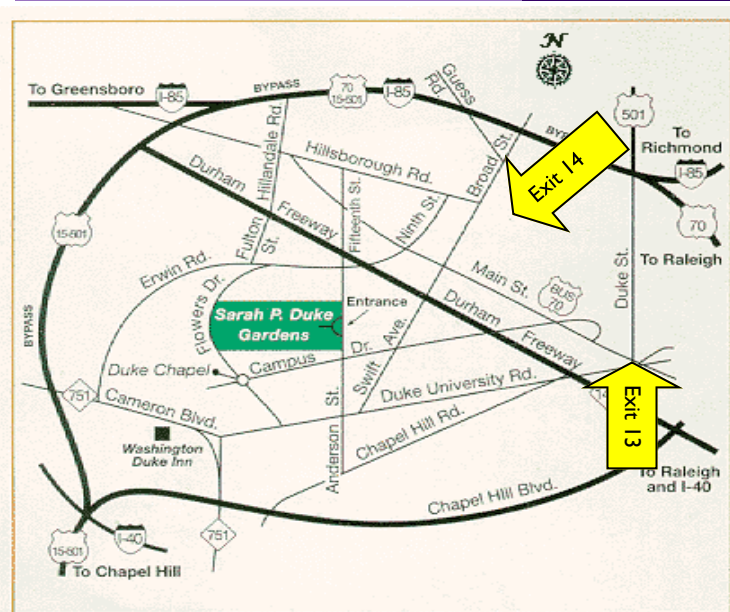 N
To Greensboro
I-85
BYPASS
70
15-501
I-85
Guess
Rd.
501
To
Richmond
I-85
70
To Raleigh
Exit 14
Broad St.
Hillandale Rd.
Hillsborough Rd.
Durham
Freeway
Fifteenth St.
Ninth St.
Fulton
St.
15-501
Erwin Rd.
Flowers Dr.
Main St.
BUS
70
Duke St.
BYPASS
Sarah P. Duke
Gardens
Entrance
Durham
Freeway
Duke Chapel
Campus
Dr.
Swift
Ave.
Duke University Rd.
751
Cameron Blvd.
Anderson
St.
Chapel Hill Rd.
Exit 13
Washington
Duke Inn
To Raleigh
and I-40
Chapel Hill Blvd.
751
15-501
I-40
To Chapel Hill